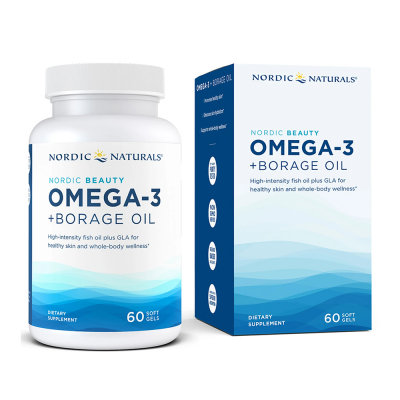 NORDIC NATURALS®
NORDIC BEAUTY
OMEGA-3
+BORAGE OIL
High-intensity fish oil plus GLA for
healthy skin and whole-body wellness*
DIETARY
SUPPLEMENT
60 SOFT
GELS
NORDIC BEAUTY
OMEGA-3 + BORAGE OIL
NORDIC NATURALS®
NORDIC BEAUTY
OMEGA-3
+BORAGE OIL
High-intensity fish oil plus GLA for
healthy skin and whole-body wellness*
DIETARY
SUPPLEMENT
60 SOFT
GELS